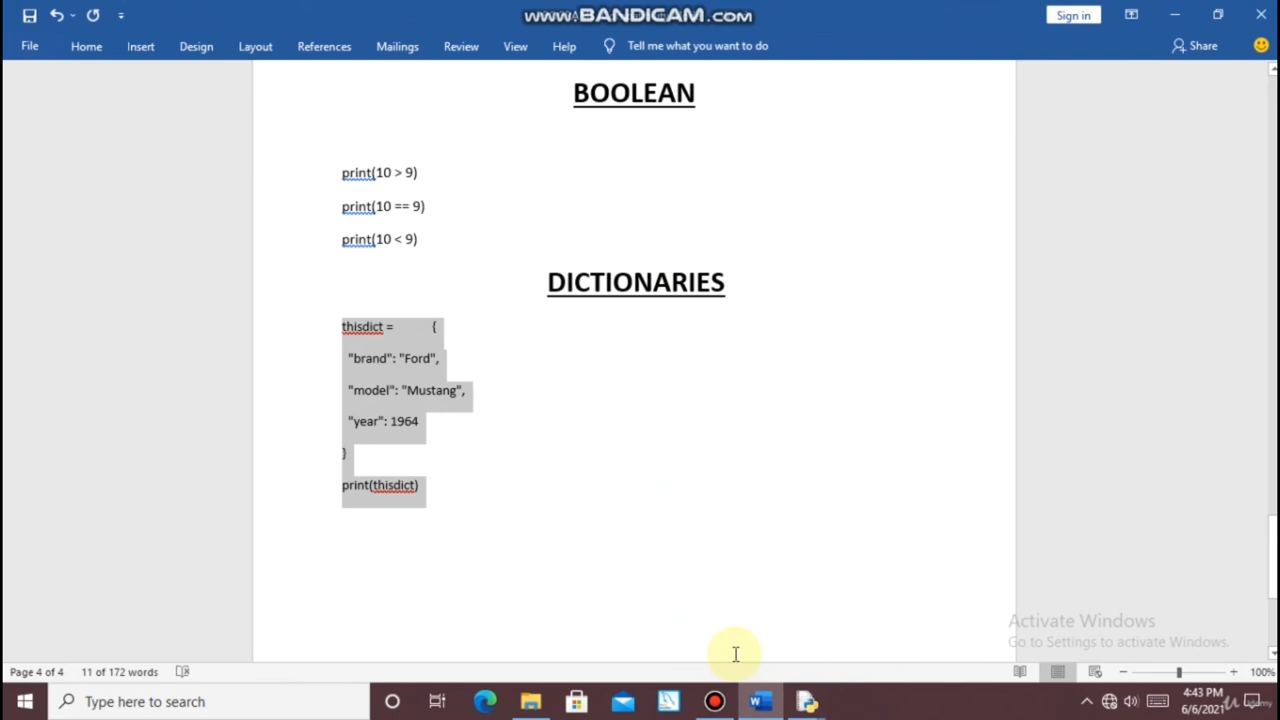 www.BANDICAM.com
Sign in
File
Home
Insert
Design
Layout
References
Mailings
Review
View
Help
Tell me what you want to do
Share
BOOLEAN
print(10 > 9)
print(10 == 9)
print(10 < 9)
DICTIONARIES
thisdict = {
"brand": "Ford",
"model": "Mustang",
"year": 1964
}
print(thisdict)
Activate Windows
Go to Settings to activate Windows.
Page 4 of 4
11 of 172 words
100%
Type here to search
4:43 PM
6/6/2021
Udemy